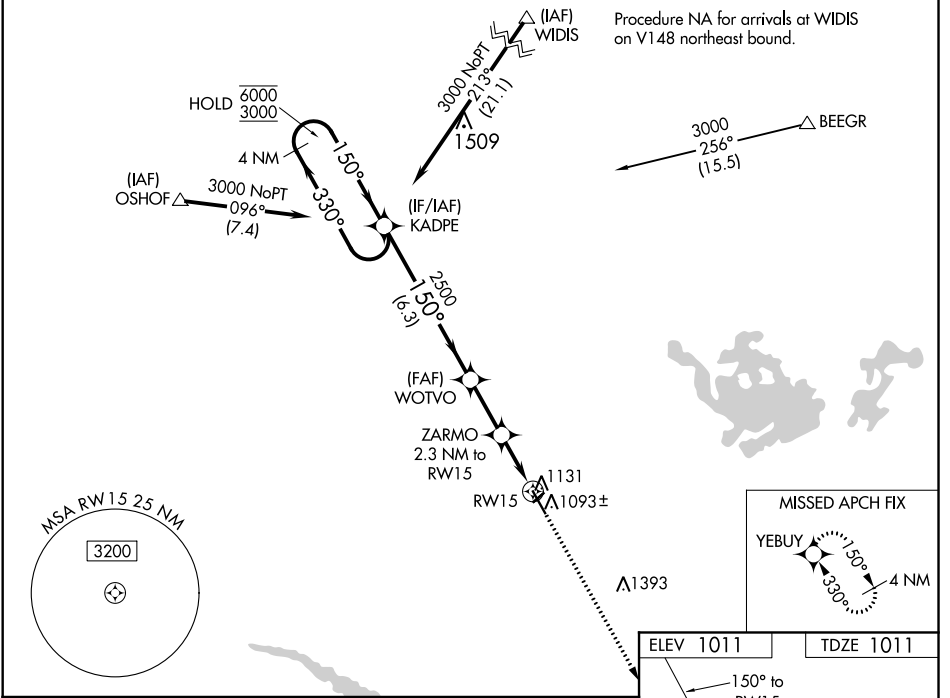 (IAF)
WIDIS
Procedure NA for arrivals at WIDIS
on V148 northeast bound.
3000 NoPT
213°
(21.1)
1509
3000
256°
(15.5)
BEEGR
HOLD
6000
3000
4 NM
150°
330°
(IAF)
OSHOF
3000 NoPT
096°
(7.4)
(IF/IAF)
KADPE
2500
150°
(6.3)
(FAF)
WOTVO
ZARMO
2.3 NM to
RW15
RW15
1131
1093±
1393
MSA RW15 25 NM
3200
MISSED APCH FIX
YEBUY
150°
330°
4 NM
ELEV 1011
TDZE 1011
150° to